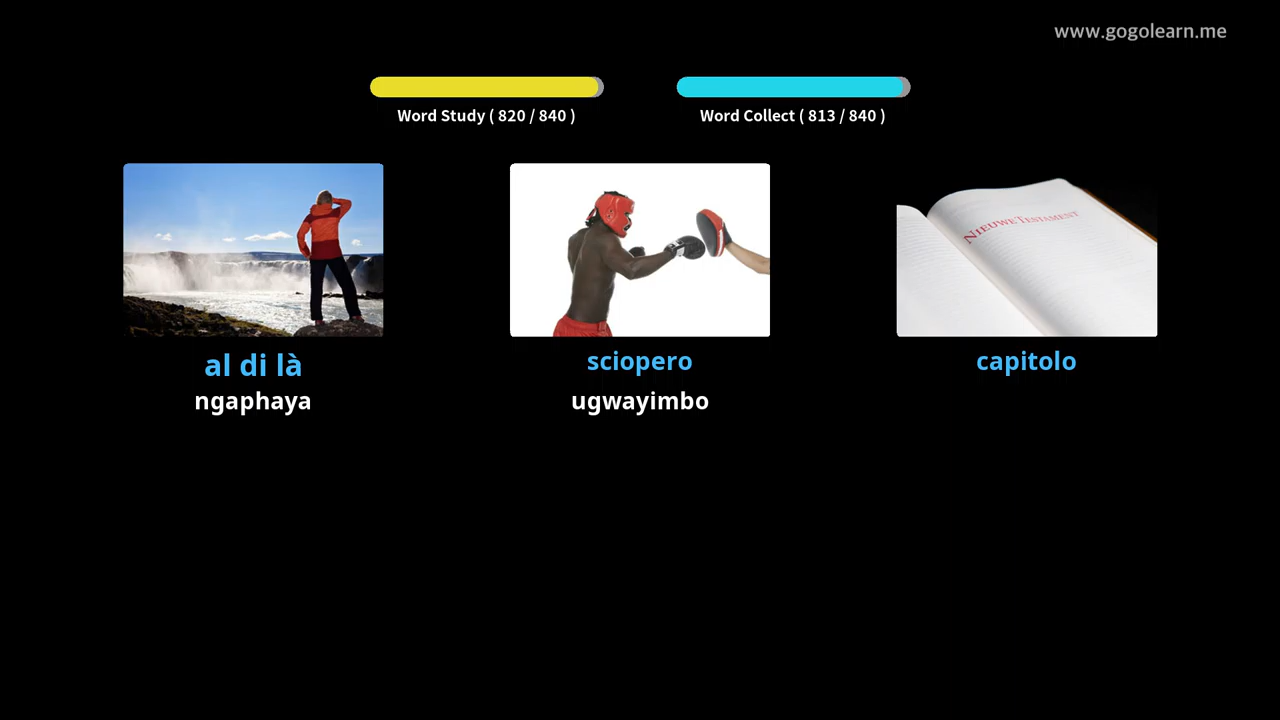 www.gogolearn.me
Word Study ( 820 / 840 )
Word Collect ( 813 / 840 )
NIEUWE TESTAMENT
al di là
sciopero
capitolo
ngaphaya
ugwayimbo